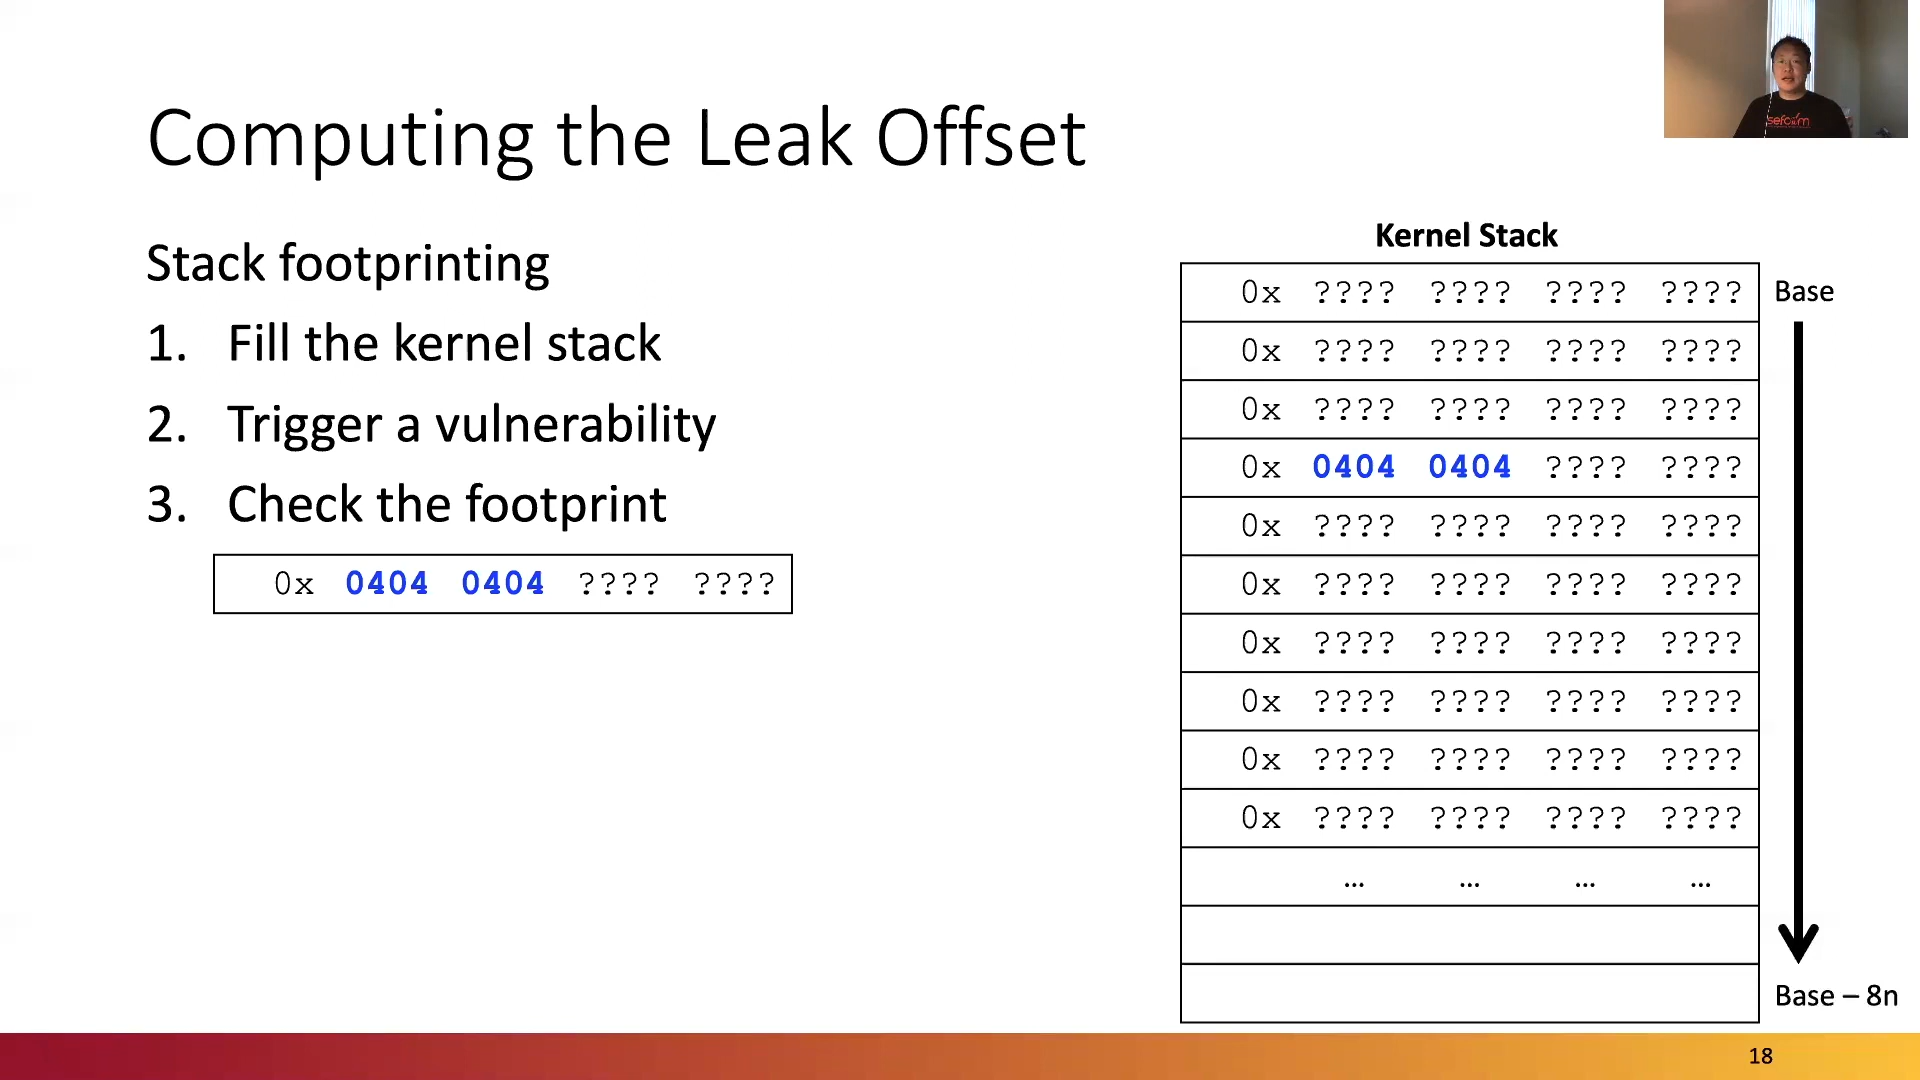 Computing the Leak Offset
Stack footprinting
1. Fill the kernel stack
2. Trigger a vulnerability
3. Check the footprint
0x 0404 0404 ???? ????
Kernel Stack
0x ???? ???? ???? ????
Base
0x ???? ???? ???? ????
0x ???? ???? ???? ????
0x 0404 0404 ???? ????
0x ???? ???? ???? ????
0x ???? ???? ???? ????
0x ???? ???? ???? ????
0x ???? ???? ???? ????
0x ???? ???? ???? ????
0x ???? ???? ???? ????
... ... ... ...
Base – 8n
18
sefcom